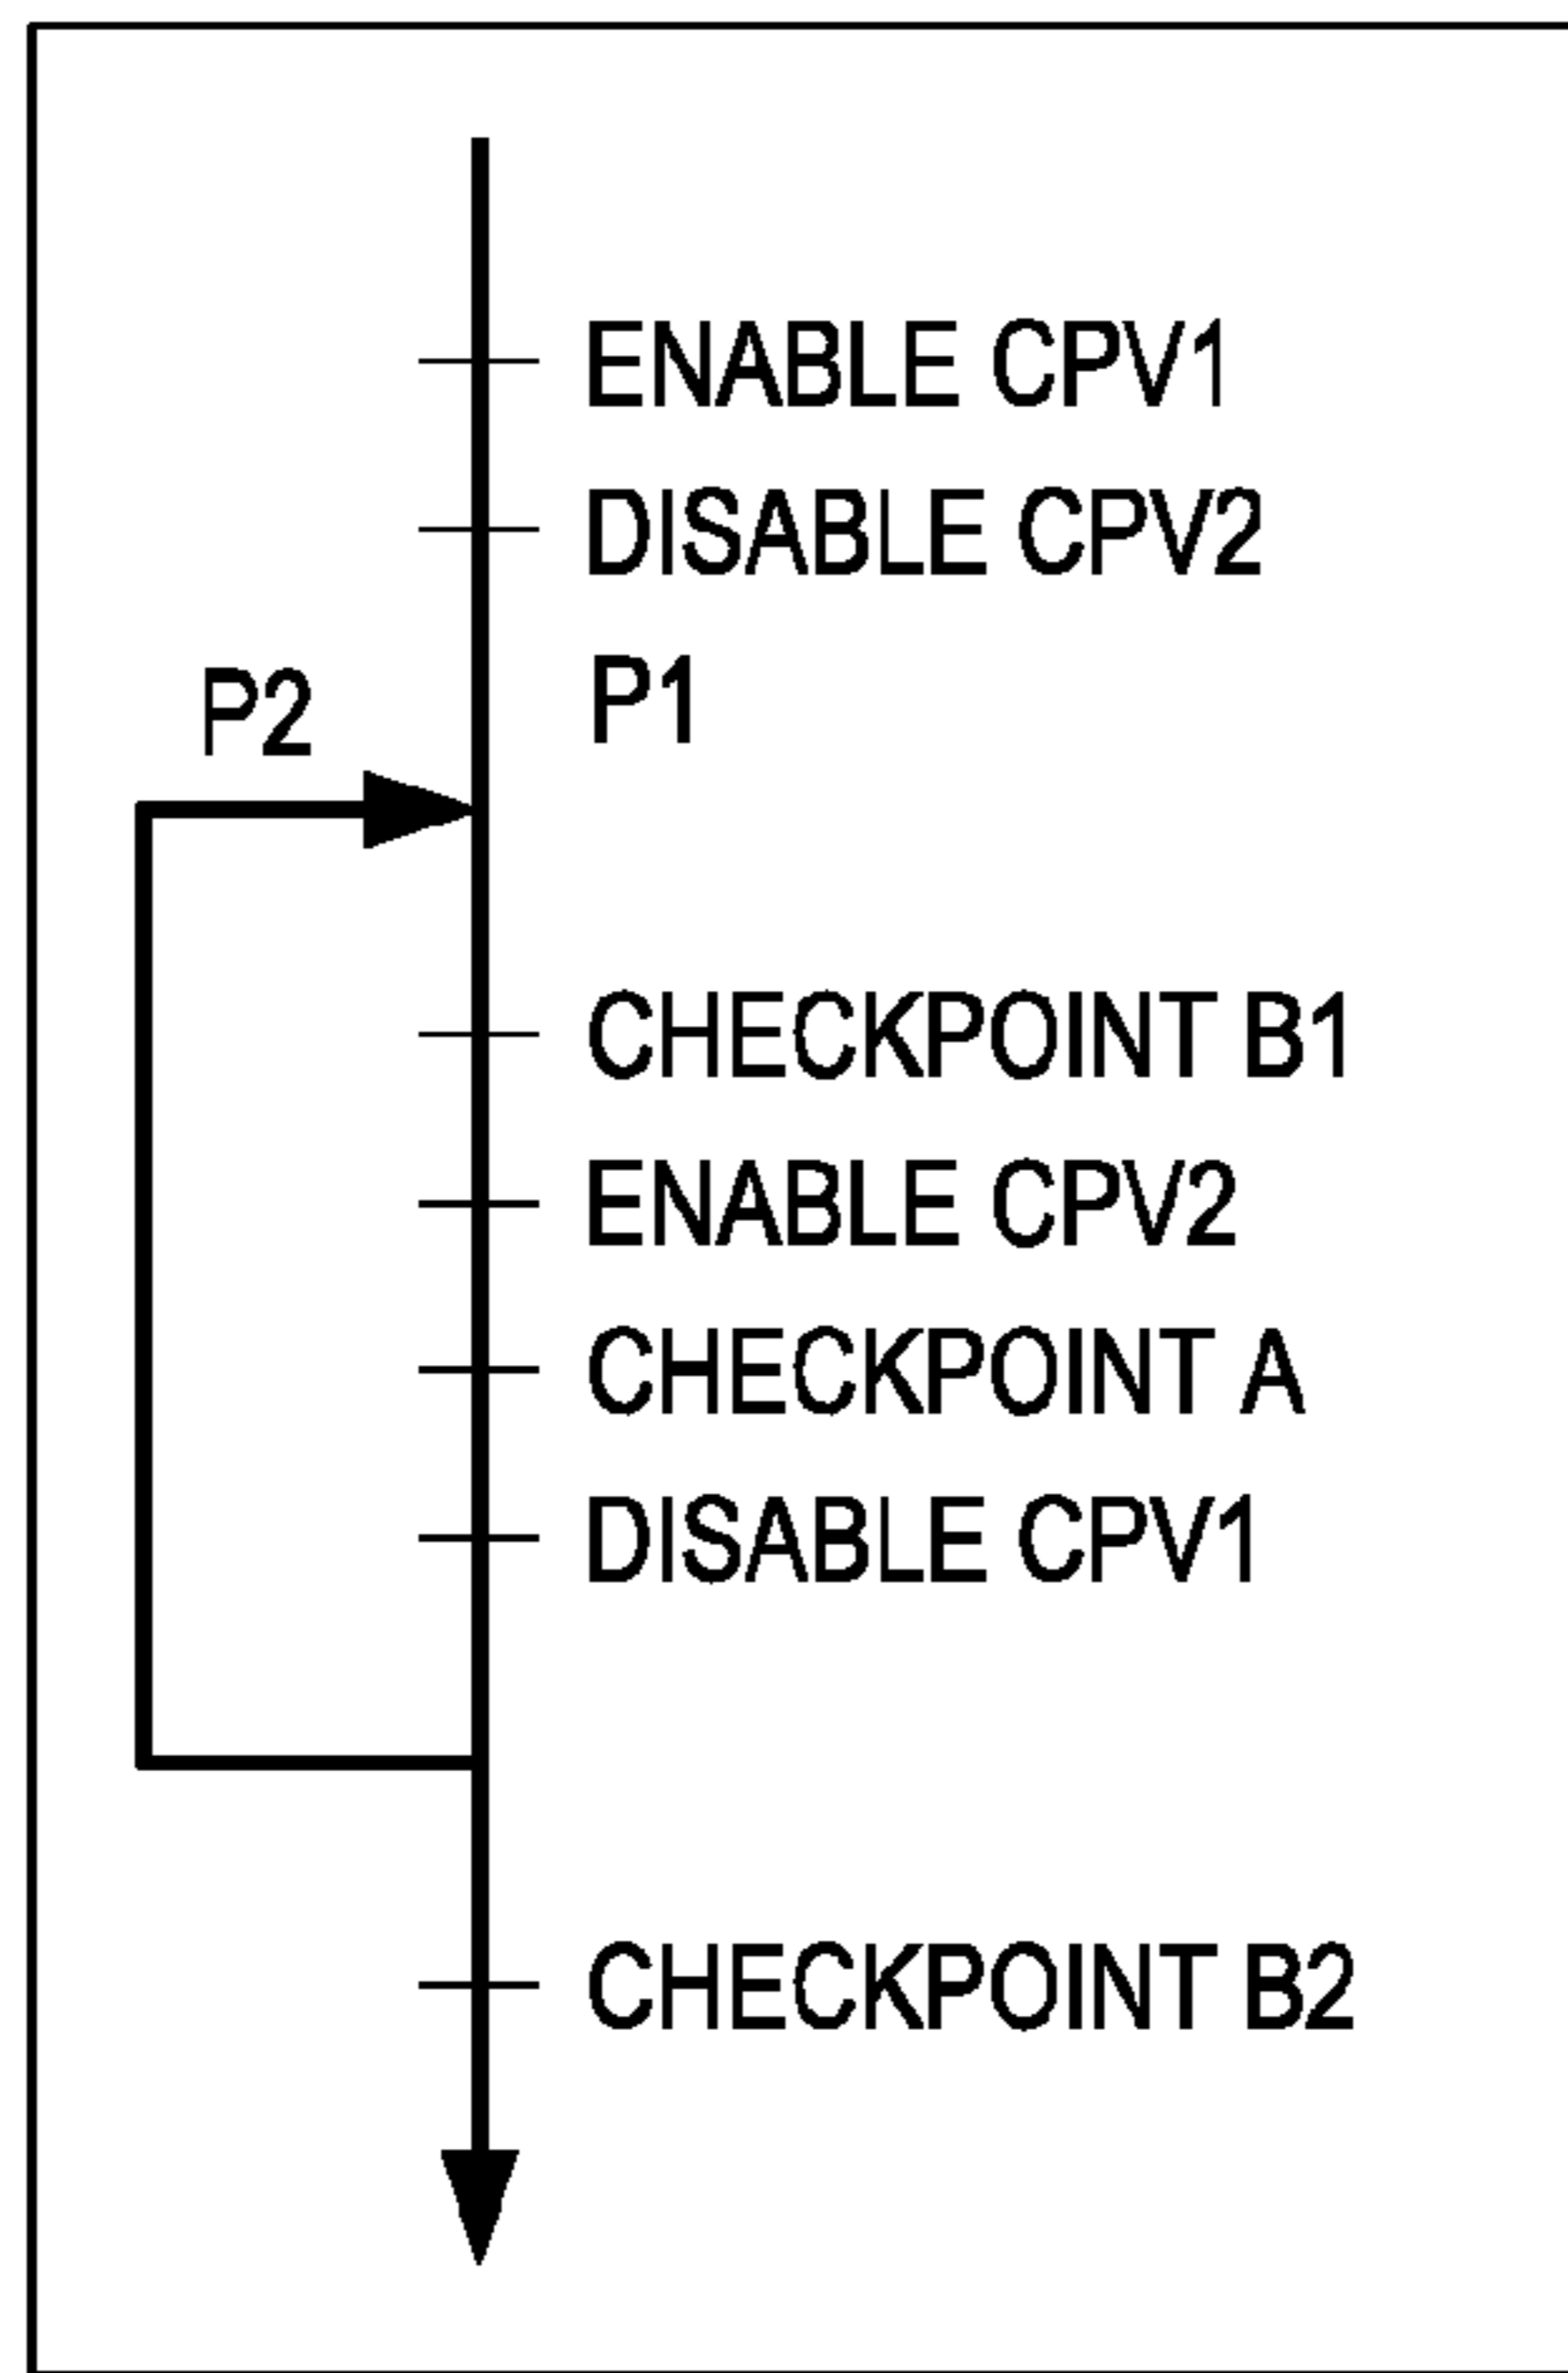 ENABLE CPV1
DISABLE CPV2
P2
P1
CHECKPOINT B1
ENABLE CPV2
CHECKPOINT A
DISABLE CPV1
CHECKPOINT B2